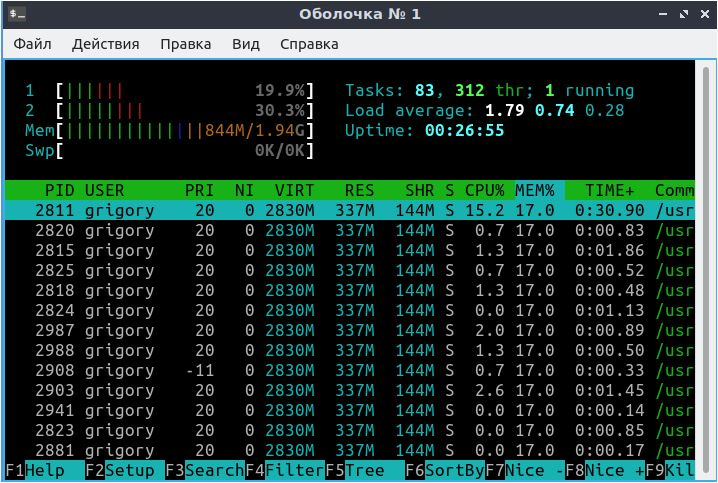 Оболочка № 1
Файл Действия Правка Вид Справка
1 [|||||| 19.9%] Tasks: 83, 312 thr; 1 running
2 [|||||||| 30.3%] Load average: 1.79 0.74 0.28
Mem[||||||||||||||844M/1.94G] Uptime: 00:26:55
Swp[ 0K/0K]
PID USER PRI NI VIRT RES SHR S CPU% MEM% TIME+ Comm
2811 grigory 20 0 2830M 337M 144M S 15.2 17.0 0:30.90 /usr
2820 grigory 20 0 2830M 337M 144M S 0.7 17.0 0:00.83 /usr
2815 grigory 20 0 2830M 337M 144M S 1.3 17.0 0:01.86 /usr
2825 grigory 20 0 2830M 337M 144M S 0.7 17.0 0:00.52 /usr
2818 grigory 20 0 2830M 337M 144M S 1.3 17.0 0:00.48 /usr
2824 grigory 20 0 2830M 337M 144M S 0.0 17.0 0:01.13 /usr
2987 grigory 20 0 2830M 337M 144M S 2.0 17.0 0:00.89 /usr
2988 grigory 20 0 2830M 337M 144M S 1.3 17.0 0:00.50 /usr
2908 grigory -11 0 2830M 337M 144M S 0.7 17.0 0:00.33 /usr
2903 grigory 20 0 2830M 337M 144M S 2.6 17.0 0:01.45 /usr
2941 grigory 20 0 2830M 337M 144M S 0.0 17.0 0:00.14 /usr
2823 grigory 20 0 2830M 337M 144M S 0.0 17.0 0:00.85 /usr
2881 grigory 20 0 2830M 337M 144M S 0.0 17.0 0:00.17 /usr
F1Help F2Setup F3SearchF4FilterF5Tree F6SortByF7Nice -F8Nice +F9Kil